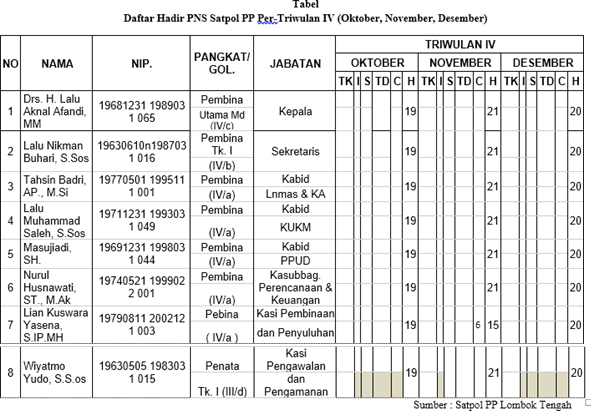 Tabel
Daftar Hadir PNS Satpol PP Per-Triwulan IV (Oktober, November, Desember)
NO NAMA NIP. PANGKAT/ GOL. JABATAN TRIWULAN IV
OKTOBER NOVEMBER DESEMBER
TK I S TD C H TK I S TD C H TK I S TD C H
1 Drs. H. Lalu Aknal Afandi, MM 19681231 198903 1 065 Pembina Utama Md (IV/c) Kepala 19 21 20
2 Lalu Nikman Buhari, S.Sos 19630610n198703 1 016 Pembina Tk. I (IV/b) Sekretaris 19 21 20
3 Tahsin Badri, AP., M.Si 19770501 199511 1 001 Pembina (IV/a) Kabid Lnmas & KA 19 21 20
4 Lalu Muhammad Saleh, S.Sos 19711231 199303 1 049 Pembina (IV/a) Kabid KUKM 19 21 20
5 Masujiadi, SH. 19691231 199803 1 044 Pembina (IV/a) Kabid PPUD 19 21 20
6 Nurul Husnawati, ST., M.Ak 19740521 199902 2 001 Pembina (IV/a) Kasubbag. Perencanaan & Keuangan 19 21 20
7 Lian Kuswara Yasena, S.IP.MH 19790811 200212 1 003 Pebina ( IV/a ) Kasi Pembinaan dan Penyuluhan 19 6 15 20
8 Wiyatmo Yudo, S.S.os 19630505 198303 1 015 Penata Tk. I (III/d) Kasi Pengawalan dan Pengamanan 19 21 20
Sumber : Satpol PP Lombok Tengah